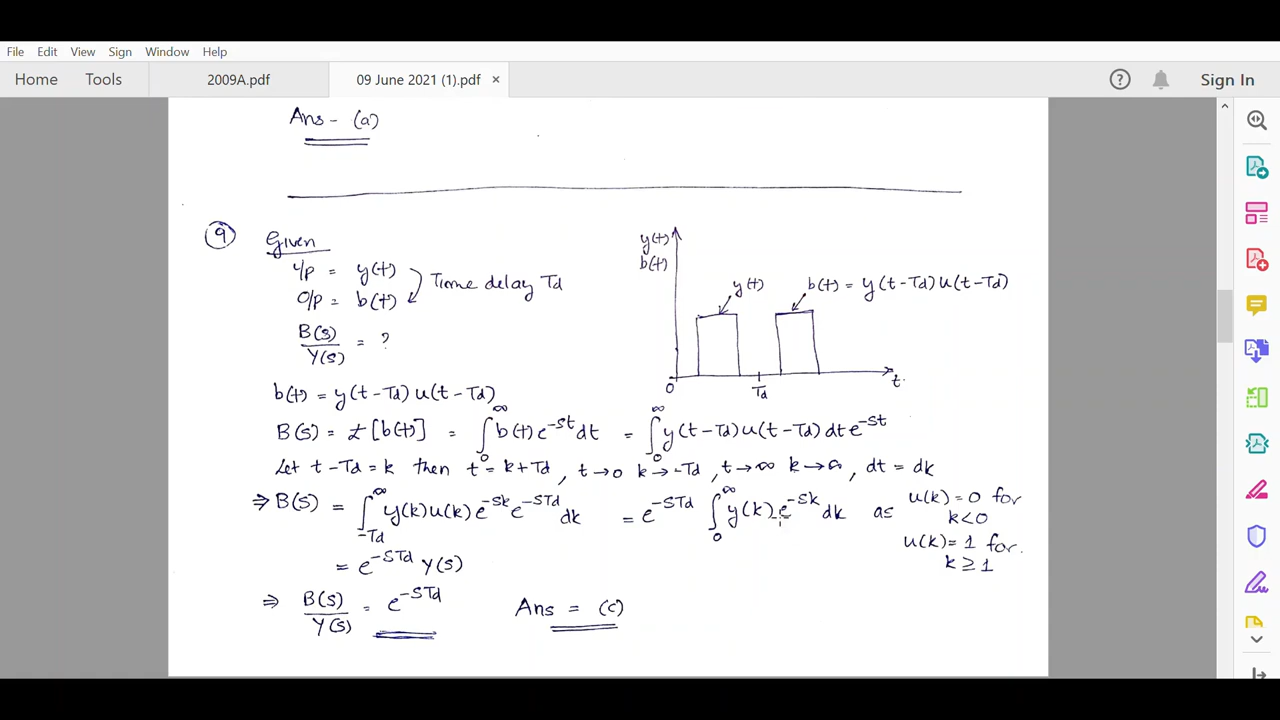 File Edit View Sign Window Help
Home Tools 2009A.pdf 09 June 2021 (1).pdf × Sign In
Ans - (a)
9 Given
i/p = y(t)
o/p = b(t)
Time delay Td
B(s)/Y(s) = ?
y(t)
b(t)
y(t)
b(t) = y(t-Td)u(t-Td)
0 Td t
b(t) = y(t-Td)u(t-Td)
B(s) = ℒ[b(t)] = ∫₀^∞ b(t)e^-st dt = ∫₀^∞ y(t-Td)u(t-Td)dt e^-st
Let t-Td = k then t = k+Td, t→0 k→-Td, t→∞ k→∞, dt = dk
⇒ B(s) = ∫_-Td^∞ y(k)u(k)e^-sk e^-sTd dk = e^-sTd ∫₀^∞ y(k)e^-sk dk as u(k) = 0 for
k<0
u(k) = 1 for
k ≥ 1
= e^-sTd Y(s)
⇒ B(s)/Y(s) = e^-sTd Ans = (c)